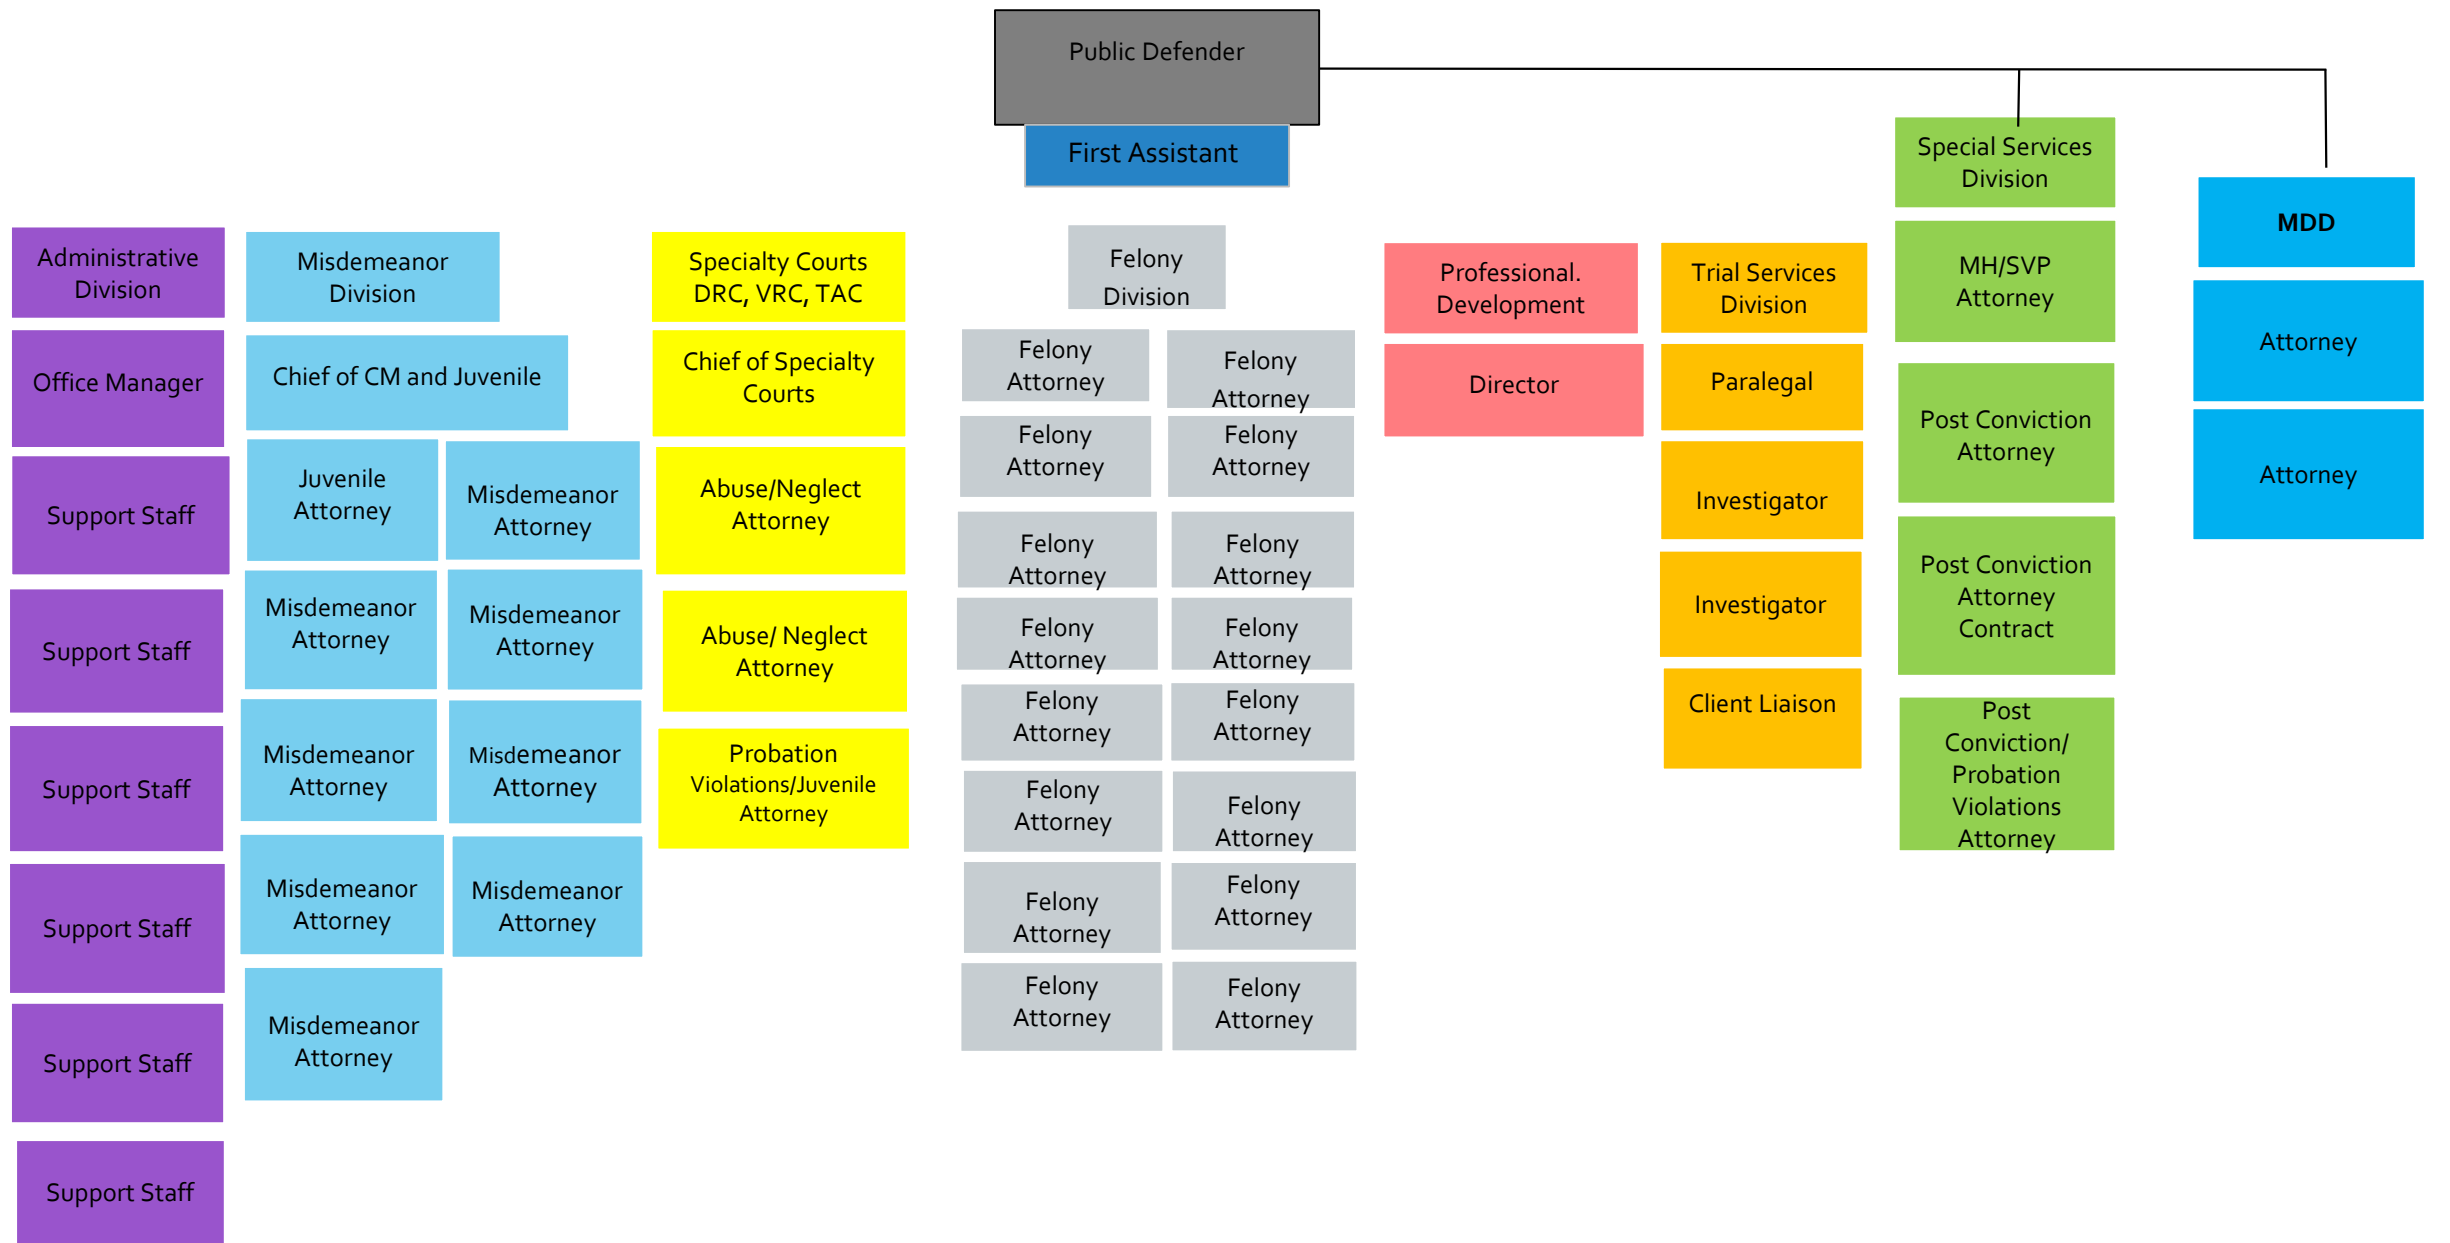 Public Defender
First Assistant
Administrative
Division
Office Manager
Support Staff
Support Staff
Support Staff
Support Staff
Support Staff
Support Staff
Misdemeanor
Division
Chief of CM and Juvenile
Juvenile
Attorney
Misdemeanor
Attorney
Misdemeanor
Attorney
Misdemeanor
Attorney
Misdemeanor
Attorney
Misdemeanor
Attorney
Misdemeanor
Attorney
Misdemeanor
Attorney
Misdemeanor
Attorney
Specialty Courts
DRC, VRC, TAC
Chief of Specialty
Courts
Abuse/Neglect
Attorney
Abuse/ Neglect
Attorney
Probation
Violations/Juvenile
Attorney
Felony
Division
Felony
Attorney
Felony
Attorney
Felony
Attorney
Felony
Attorney
Felony
Attorney
Felony
Attorney
Felony
Attorney
Felony
Attorney
Felony
Attorney
Felony
Attorney
Felony
Attorney
Felony
Attorney
Felony
Attorney
Felony
Attorney
Felony
Attorney
Felony
Attorney
Professional.
Development
Director
Trial Services
Division
Paralegal
Investigator
Investigator
Client Liaison
Special Services
Division
MH/SVP
Attorney
Post Conviction
Attorney
Post Conviction
Attorney
Contract
Post
Conviction/
Probation
Violations
Attorney
MDD
Attorney
Attorney